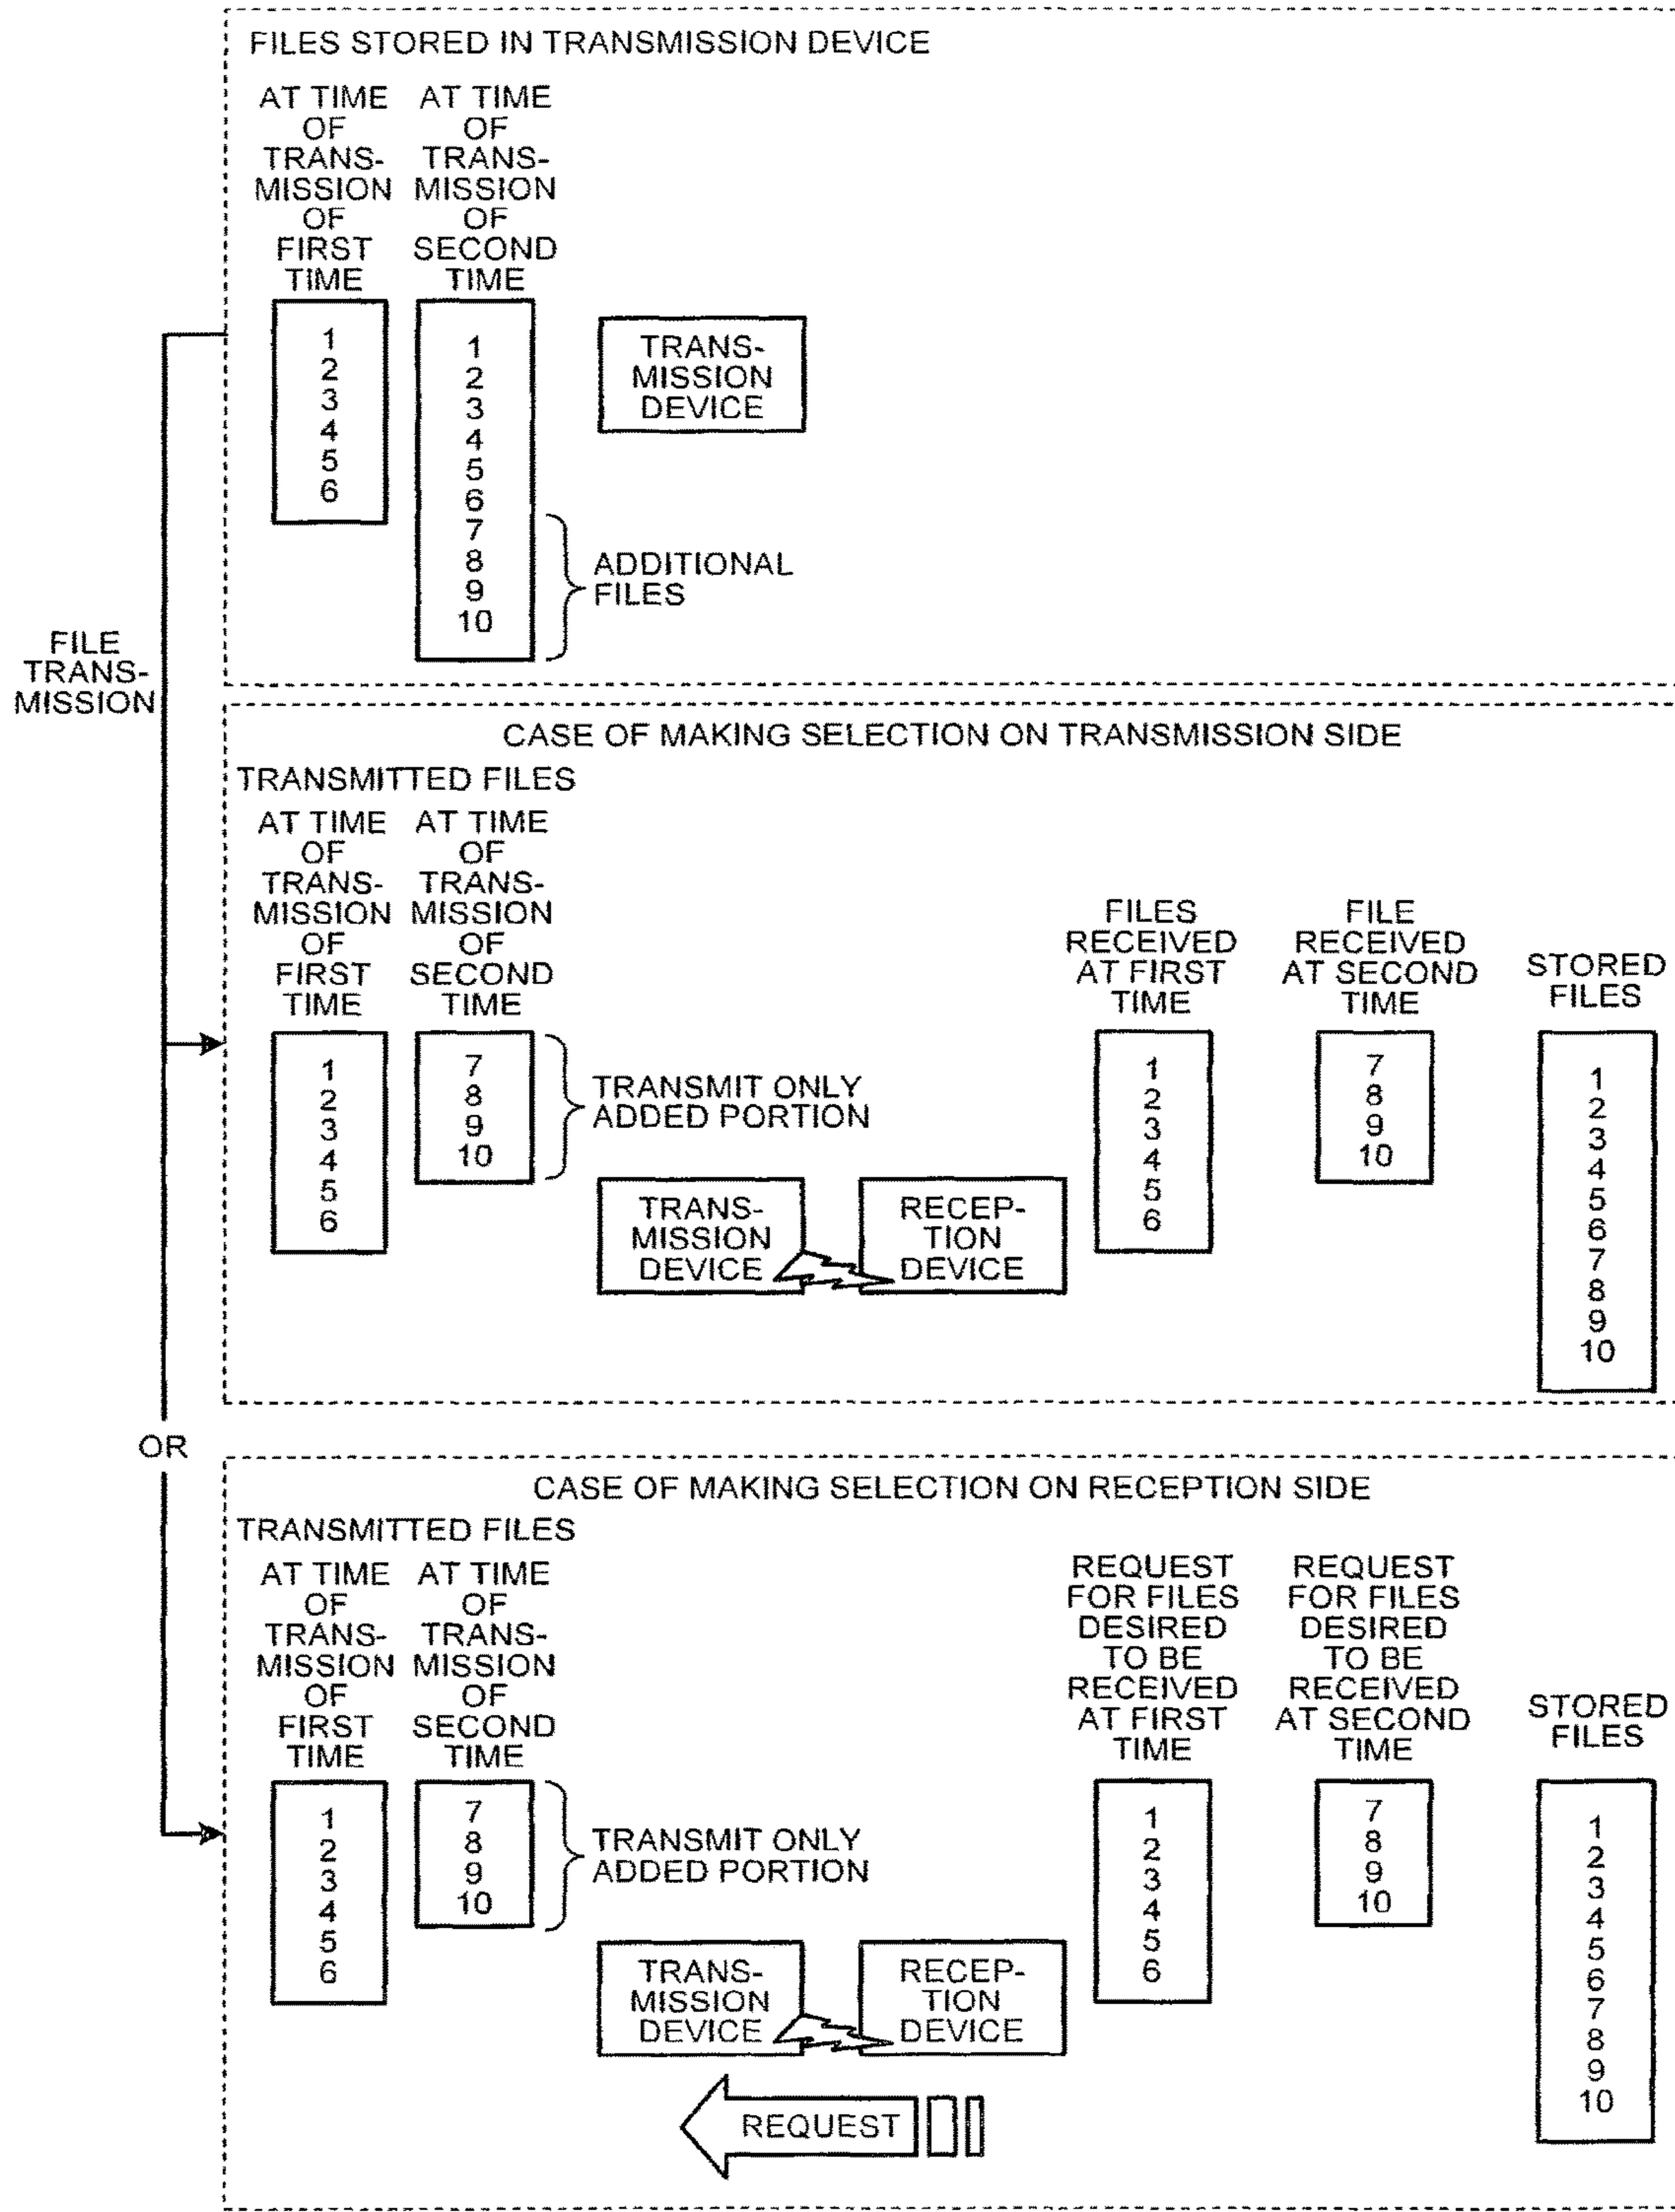 FILES STORED IN TRANSMISSION DEVICE
AT TIME
OF
TRANS-
MISSION
OF
FIRST
TIME
AT TIME
OF
TRANS-
MISSION
OF
SECOND
TIME
1
2
3
4
5
6
1
2
3
4
5
6
7
8
9
10
TRANS-
MISSION
DEVICE
ADDITIONAL
FILES
FILE
TRANS-
MISSION
CASE OF MAKING SELECTION ON TRANSMISSION SIDE
TRANSMITTED FILES
AT TIME
OF
TRANS-
MISSION
OF
FIRST
TIME
AT TIME
OF
TRANS-
MISSION
OF
SECOND
TIME
1
2
3
4
5
6
7
8
9
10
TRANSMIT ONLY
ADDED PORTION
TRANS-
MISSION
DEVICE
RECEP-
TION
DEVICE
FILES
RECEIVED
AT FIRST
TIME
1
2
3
4
5
6
FILE
RECEIVED
AT SECOND
TIME
7
8
9
10
STORED
FILES
1
2
3
4
5
6
7
8
9
10
OR
CASE OF MAKING SELECTION ON RECEPTION SIDE
TRANSMITTED FILES
AT TIME
OF
TRANS-
MISSION
OF
FIRST
TIME
AT TIME
OF
TRANS-
MISSION
OF
SECOND
TIME
1
2
3
4
5
6
7
8
9
10
TRANSMIT ONLY
ADDED PORTION
TRANS-
MISSION
DEVICE
RECEP-
TION
DEVICE
REQUEST
REQUEST
FOR FILES
DESIRED
TO BE
RECEIVED
AT FIRST
TIME
1
2
3
4
5
6
REQUEST
FOR FILES
DESIRED
TO BE
RECEIVED
AT SECOND
TIME
7
8
9
10
STORED
FILES
1
2
3
4
5
6
7
8
9
10